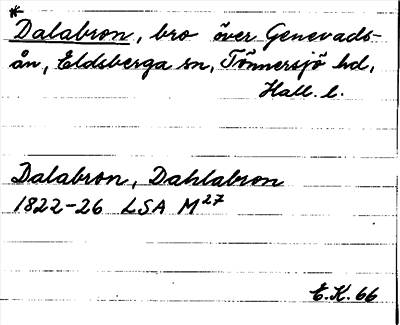 *
Dalabron, bro över Genevads-
ån, Eldsberga sn, Tönnersjö hd,
Hall. l.
Dalabron, Dahlabron
1822-26 LSA M27
E.K. 66